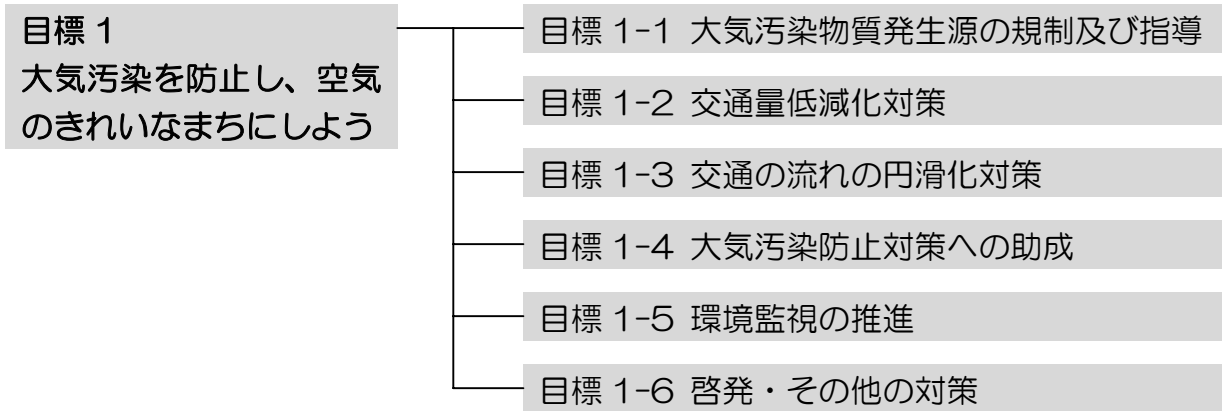 目標 1
大気汚染を防止し、空気
のきれいなまちにしよう
目標 1-1 大気汚染物質発生源の規制及び指導
目標 1-2 交通量低減化対策
目標 1-3 交通の流れの円滑化対策
目標 1-4 大気汚染防止対策への助成
目標 1-5 環境監視の推進
目標 1-6 啓発・その他の対策